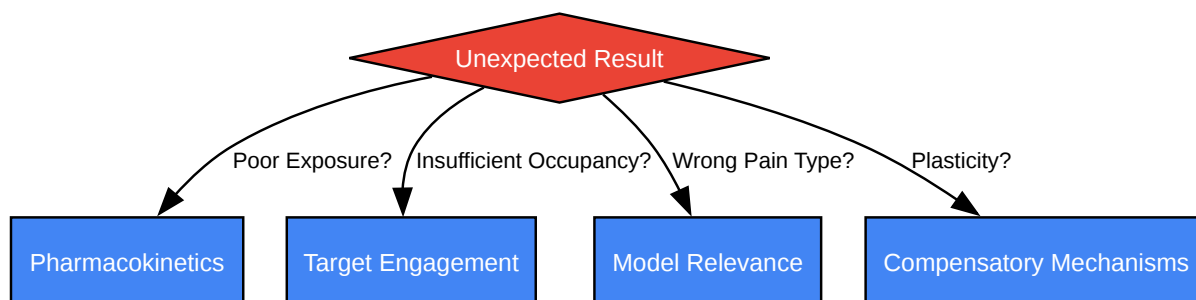 Unexpected Result
Poor Exposure?
Insufficient Occupancy?
Wrong Pain Type?
Plasticity?
Pharmacokinetics
Target Engagement
Model Relevance
Compensatory Mechanisms